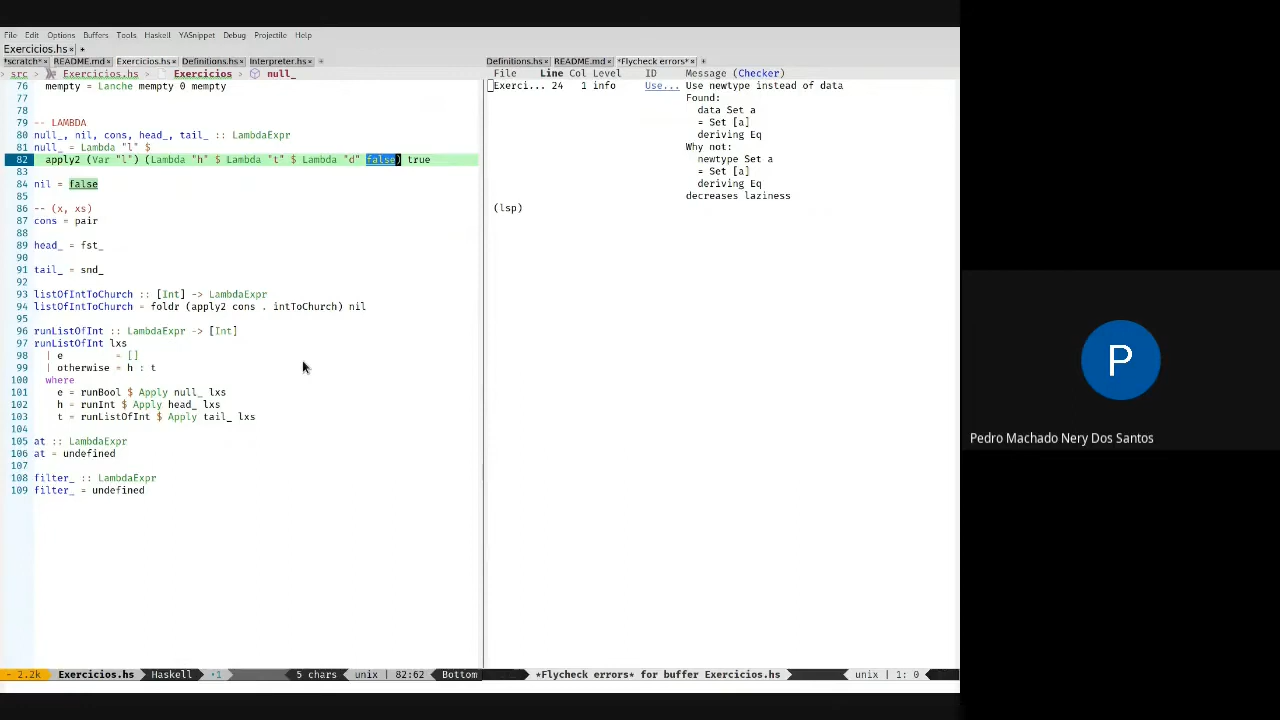 File Edit Options Buffers Tools Haskell YASnippet Debug Projectile Help
Exercicios.hs× +
*scratch*× README.md× Exercicios.hs× Definitions.hs× Interpreter.hs× +
src > Exercicios.hs > Exercicios > null_
76 mempty = Lanche mempty 0 mempty
77
78
79 -- LAMBDA
80 null_, nil, cons, head_, tail_ :: LambdaExpr
81 null_ = Lambda "l" $
82 apply2 (Var "l") (Lambda "h" $ Lambda "t" $ Lambda "d" false) true
83
84 nil = false
85
86 -- (x, xs)
87 cons = pair
88
89 head_ = fst_
90
91 tail_ = snd_
92
93 listOfIntToChurch :: [Int] -> LambdaExpr
94 listOfIntToChurch = foldr (apply2 cons . intToChurch) nil
95
96 runListOfInt :: LambdaExpr -> [Int]
97 runListOfInt lxs
98 | e = []
99 | otherwise = h : t
100 where
101 e = runBool $ Apply null_ lxs
102 h = runInt $ Apply head_ lxs
103 t = runListOfInt $ Apply tail_ lxs
104
105 at :: LambdaExpr
106 at = undefined
107
108 filter_ :: LambdaExpr
109 filter_ = undefined
- 2.2k Exercicios.hs Haskell •1 5 chars unix | 82:62 Bottom
Definitions.hs× README.md× *Flycheck errors*× +
File Line Col Level ID Message (Checker)
Exerci... 24 1 info Use... Use newtype instead of data
Found:
data Set a
= Set [a]
deriving Eq
Why not:
newtype Set a
= Set [a]
deriving Eq
decreases laziness
(lsp)
*Flycheck errors* for buffer Exercicios.hs unix | 1: 0
P
Pedro Machado Nery Dos Santos